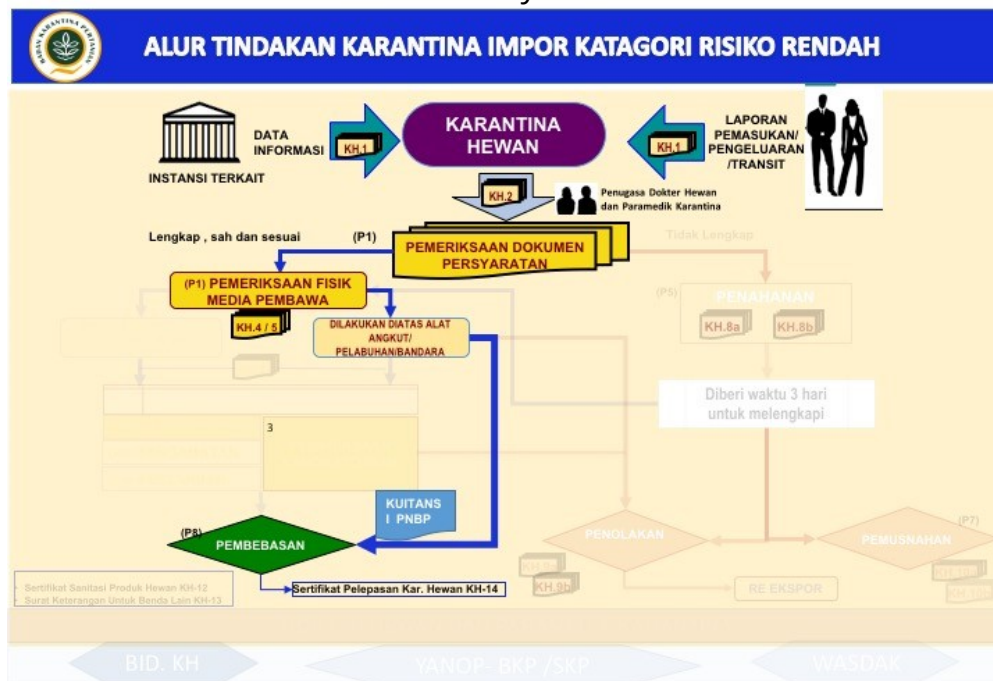 BADAN KARANTINA PERTANIAN
ALUR TINDAKAN KARANTINA IMPOR KATAGORI RISIKO RENDAH
INSTANSI TERKAIT
DATA
INFORMASI
KH.1
KARANTINA
HEWAN
KH.1
LAPORAN
PEMASUKAN/
PENGELUARAN
/TRANSIT
KH.2
Penugasa Dokter Hewan
dan Paramedik Karantina
Lengkap , sah dan sesuai
(P1)
PEMERIKSAAN DOKUMEN
PERSYARATAN
Tidak Lengkap
(P1) PEMERIKSAAN FISIK
MEDIA PEMBAWA
KH.4 / 5
DILAKUKAN DIATAS ALAT
ANGKUT/
PELABUHAN/BANDARA
(P5)
PENAHANAN
KH.8a
KH.8b
Diberi waktu 3 hari
untuk melengkapi
3
KUITANS
I PNBP
(P8)
PEMBEBASAN
PENOLAKAN
(P7)
PEMUSNAHAN
Sertifikat Pelepasan Kar. Hewan KH-14
- Sertifikat Sanitasi Produk Hewan KH-12
- Surat Keterangan Untuk Benda Lain KH-13
KH.9b
RE EKSPOR
BID. KH
YANOP- BKP /SKP
WASDAK